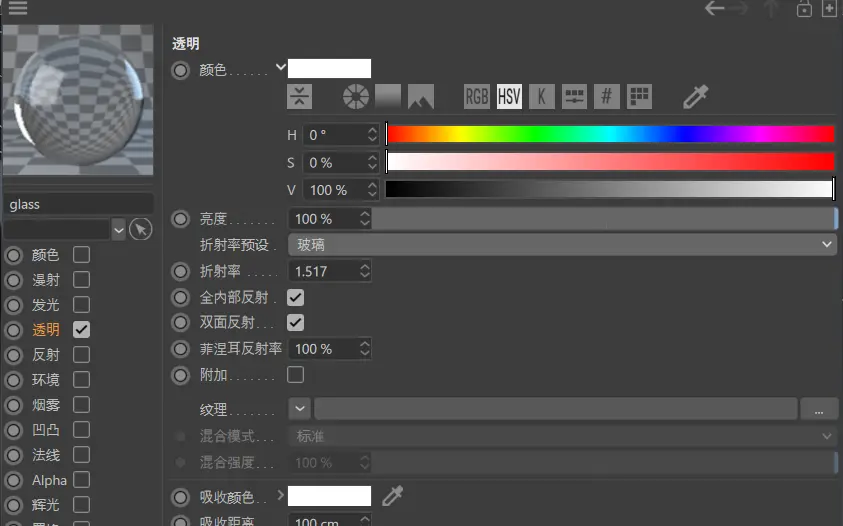 透明
颜色
RGB HSV K #
H 0 °
S 0 %
V 100 %
glass
亮度 100 %
折射率预设 玻璃
折射率 1.517
全内部反射
双面反射
菲涅耳反射率 100 %
附加
纹理 ...
混合模式 标准
混合强度 100 %
吸收颜色
吸收距离 100 cm
颜色
漫射
发光
透明
反射
环境
烟雾
凹凸
法线
Alpha
辉光